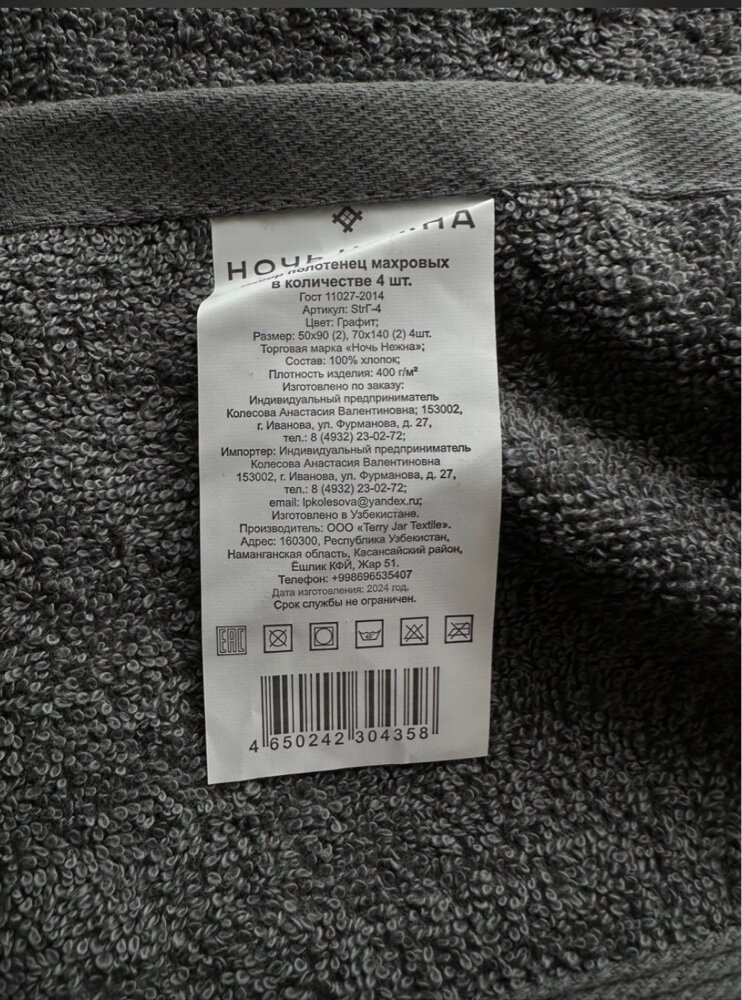 НОЧЬ НЕЖНА
полотенец махровых
в количестве 4 шт.
Гост 11027-2014
Артикул: StrГ-4
Цвет: Графит;
Размер: 50х90 (2), 70х140 (2) 4шт.
Торговая марка «Ночь Нежна»;
Состав: 100% хлопок;
Плотность изделия: 400 г/м²
Изготовлено по заказу:
Индивидуальный предприниматель
Колесова Анастасия Валентиновна; 153002,
г. Иванова, ул. Фурманова, д. 27,
тел.: 8 (4932) 23-02-72;
Импортер: Индивидуальный предприниматель
Колесова Анастасия Валентиновна
153002, г. Иванова, ул. Фурманова, д. 27,
тел.: 8 (4932) 23-02-72;
email: lpkolesova@yandex.ru;
Изготовлено в Узбекистане.
Производитель: ООО «Terry Jar Textile».
Адрес: 160300, Республика Узбекистан,
Наманганская область, Касансайский район,
Ёшлик КФЙ, Жар 51.
Телефон: +998696535407
Дата изготовления: 2024 год.
Срок службы не ограничен.
EAC
4 650242 304358